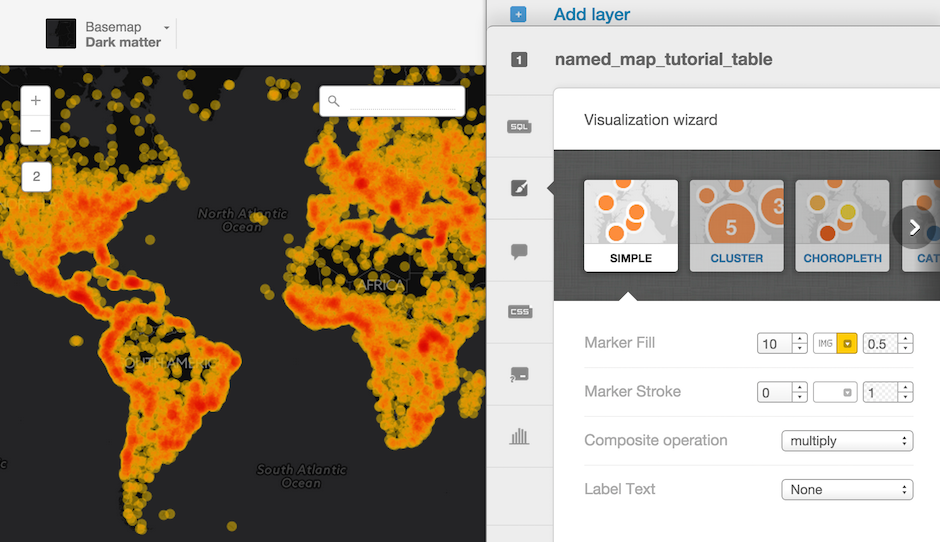 Basemap
Dark matter
+
−
2
North Atlantic
Ocean
AFRICA
South Atlantic
Ocean
Add layer
1
named_map_tutorial_table
SQL
CSS
Visualization wizard
5
3
SIMPLE
CLUSTER
CHOROPLETH
CAT
Marker Fill
10
IMG
0.5
Marker Stroke
0
1
Composite operation
multiply
Label Text
None